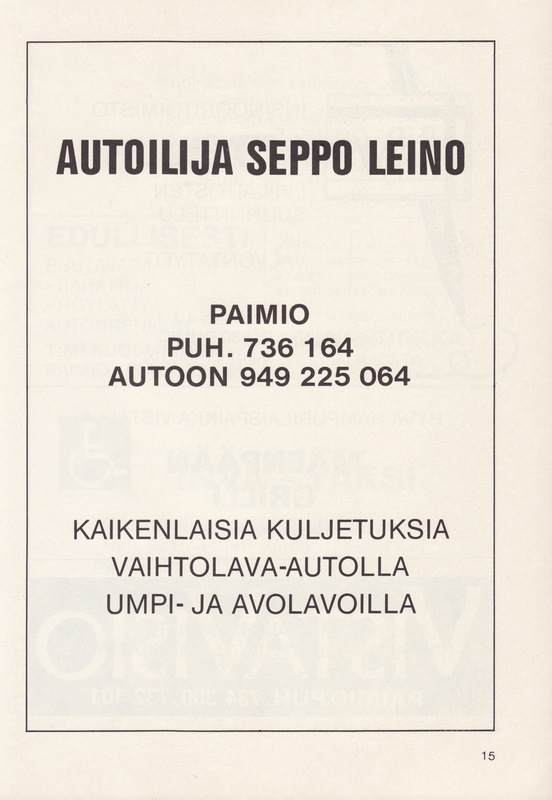 AUTOILIJA SEPPO LEINO
PAIMIO
PUH. 736 164
AUTOON 949 225 064
KAIKENLAISIA KULJETUKSIA
VAIHTOLAVA-AUTOLLA
UMPI- JA AVOLAVOILLA
15